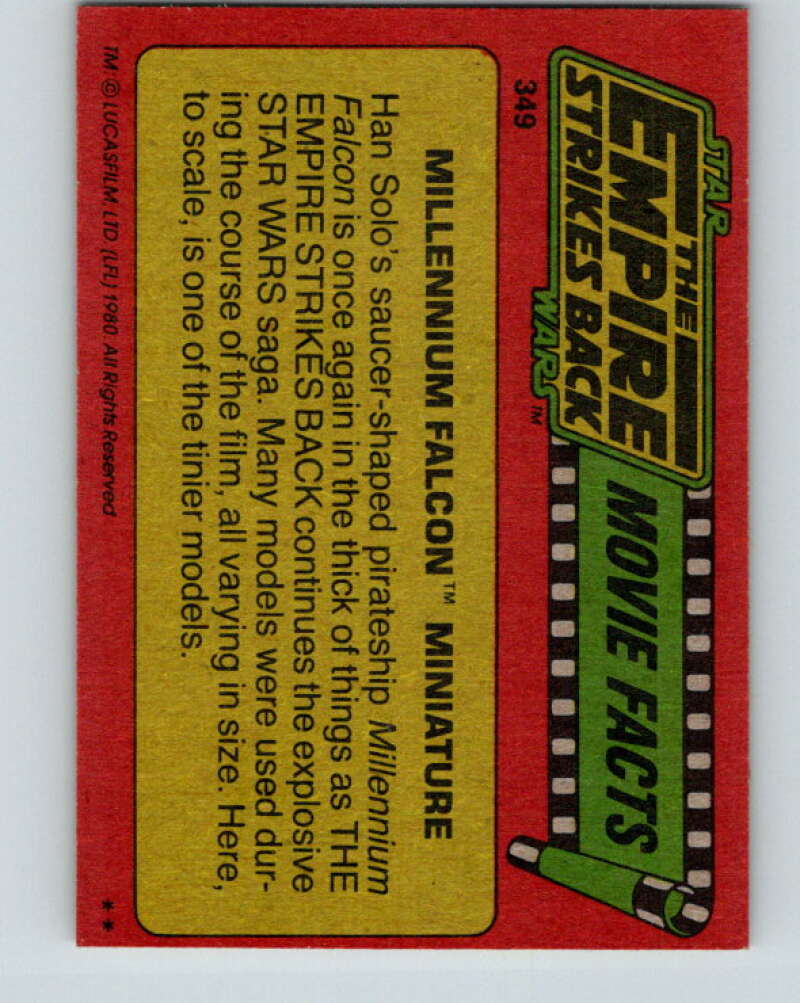 STAR
THE
EMPIRE
STRIKES BACK
WARS™
MOVIE FACTS
349
MILLENNIUM FALCON™ MINIATURE
Han Solo's saucer-shaped pirateship Millennium
Falcon is once again in the thick of things as THE
EMPIRE STRIKES BACK continues the explosive
STAR WARS saga. Many models were used dur-
ing the course of the film, all varying in size. Here,
to scale, is one of the tinier models.
TM: © LUCASFILM, LTD. (LFL) 1980. All Rights Reserved
**